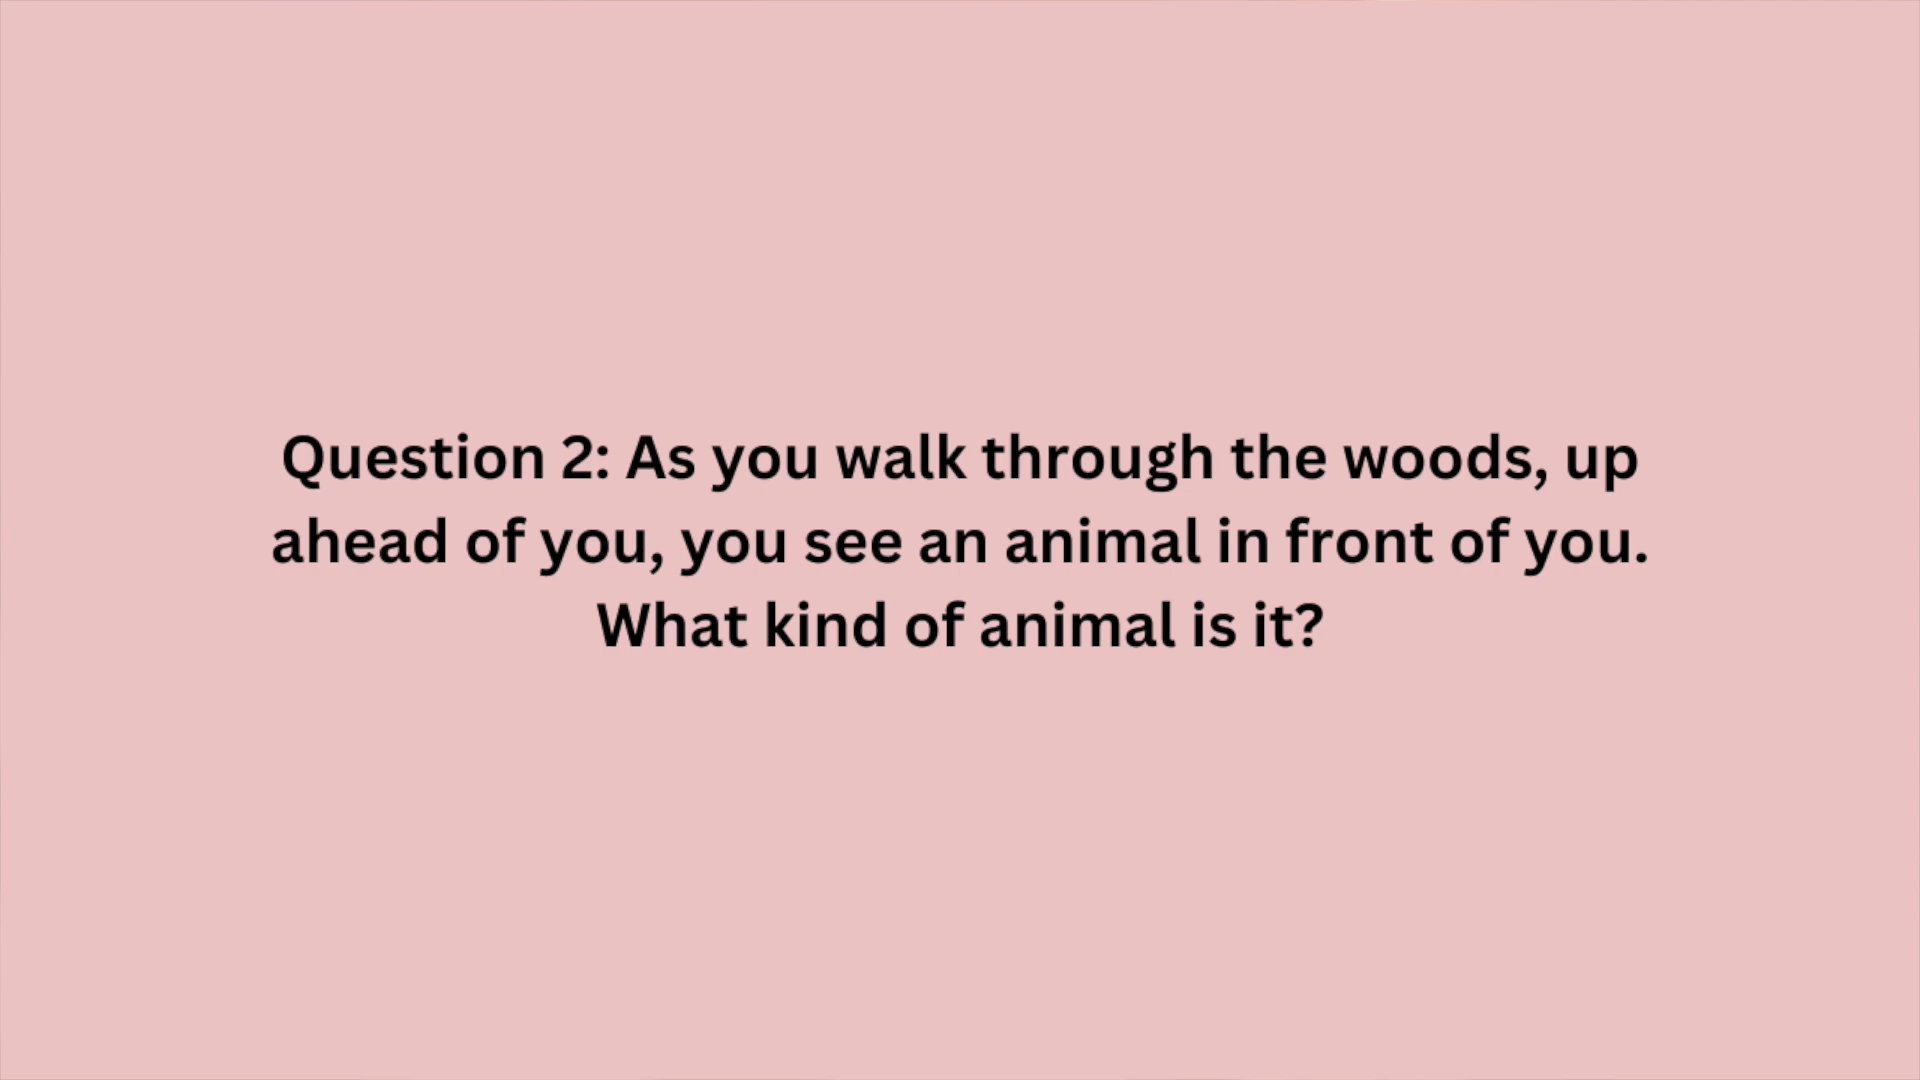 Question 2: As you walk through the woods, up
ahead of you, you see an animal in front of you.
What kind of animal is it?